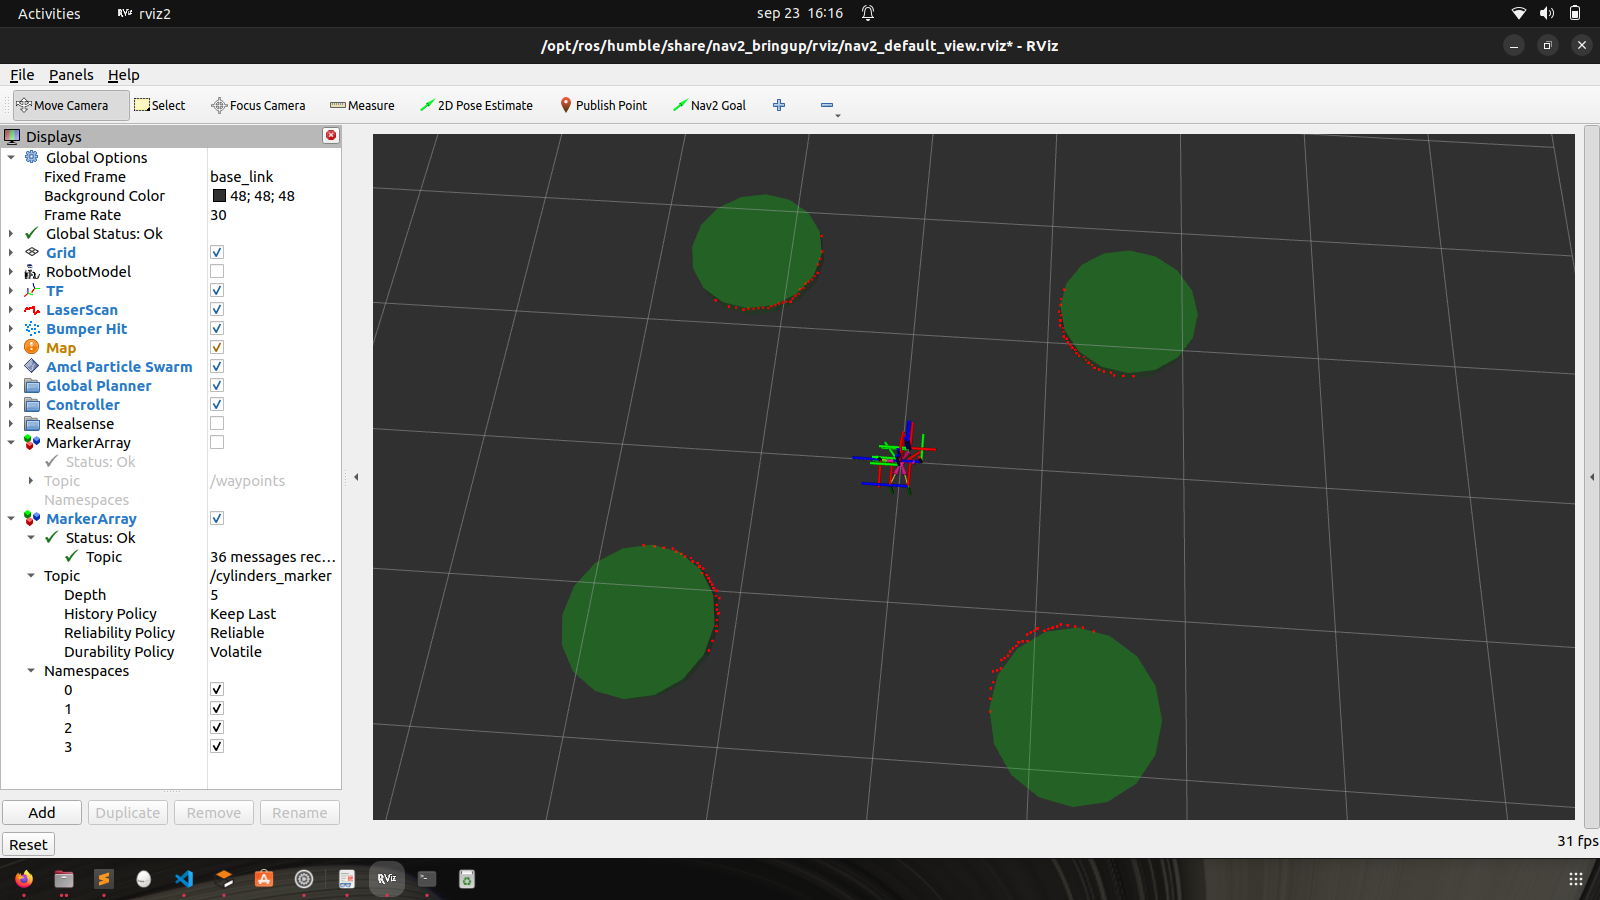 Activities RViz rviz2 sep 23 16:16
/opt/ros/humble/share/nav2_bringup/rviz/nav2_default_view.rviz* - RViz
File Panels Help
Move Camera Select Focus Camera Measure 2D Pose Estimate Publish Point Nav2 Goal
Displays
Global Options
Fixed Frame base_link
Background Color 48; 48; 48
Frame Rate 30
Global Status: Ok
Grid
RobotModel
TF
LaserScan
Bumper Hit
Map
Amcl Particle Swarm
Global Planner
Controller
Realsense
MarkerArray
Status: Ok
Topic /waypoints
Namespaces
MarkerArray
Status: Ok
Topic 36 messages rec...
Topic /cylinders_marker
Depth 5
History Policy Keep Last
Reliability Policy Reliable
Durability Policy Volatile
Namespaces
0
1
2
3
Add Duplicate Remove Rename
Reset 31 fps
RViz